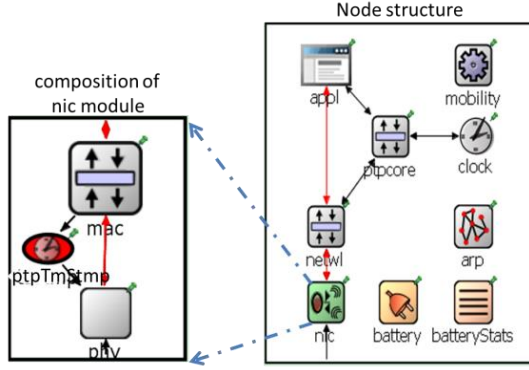 Node structure
composition of
nic module
appl
mobility
ptpcore
clock
mac
ptpTmStmp
netwl
arp
phy
nic
battery
batteryStats